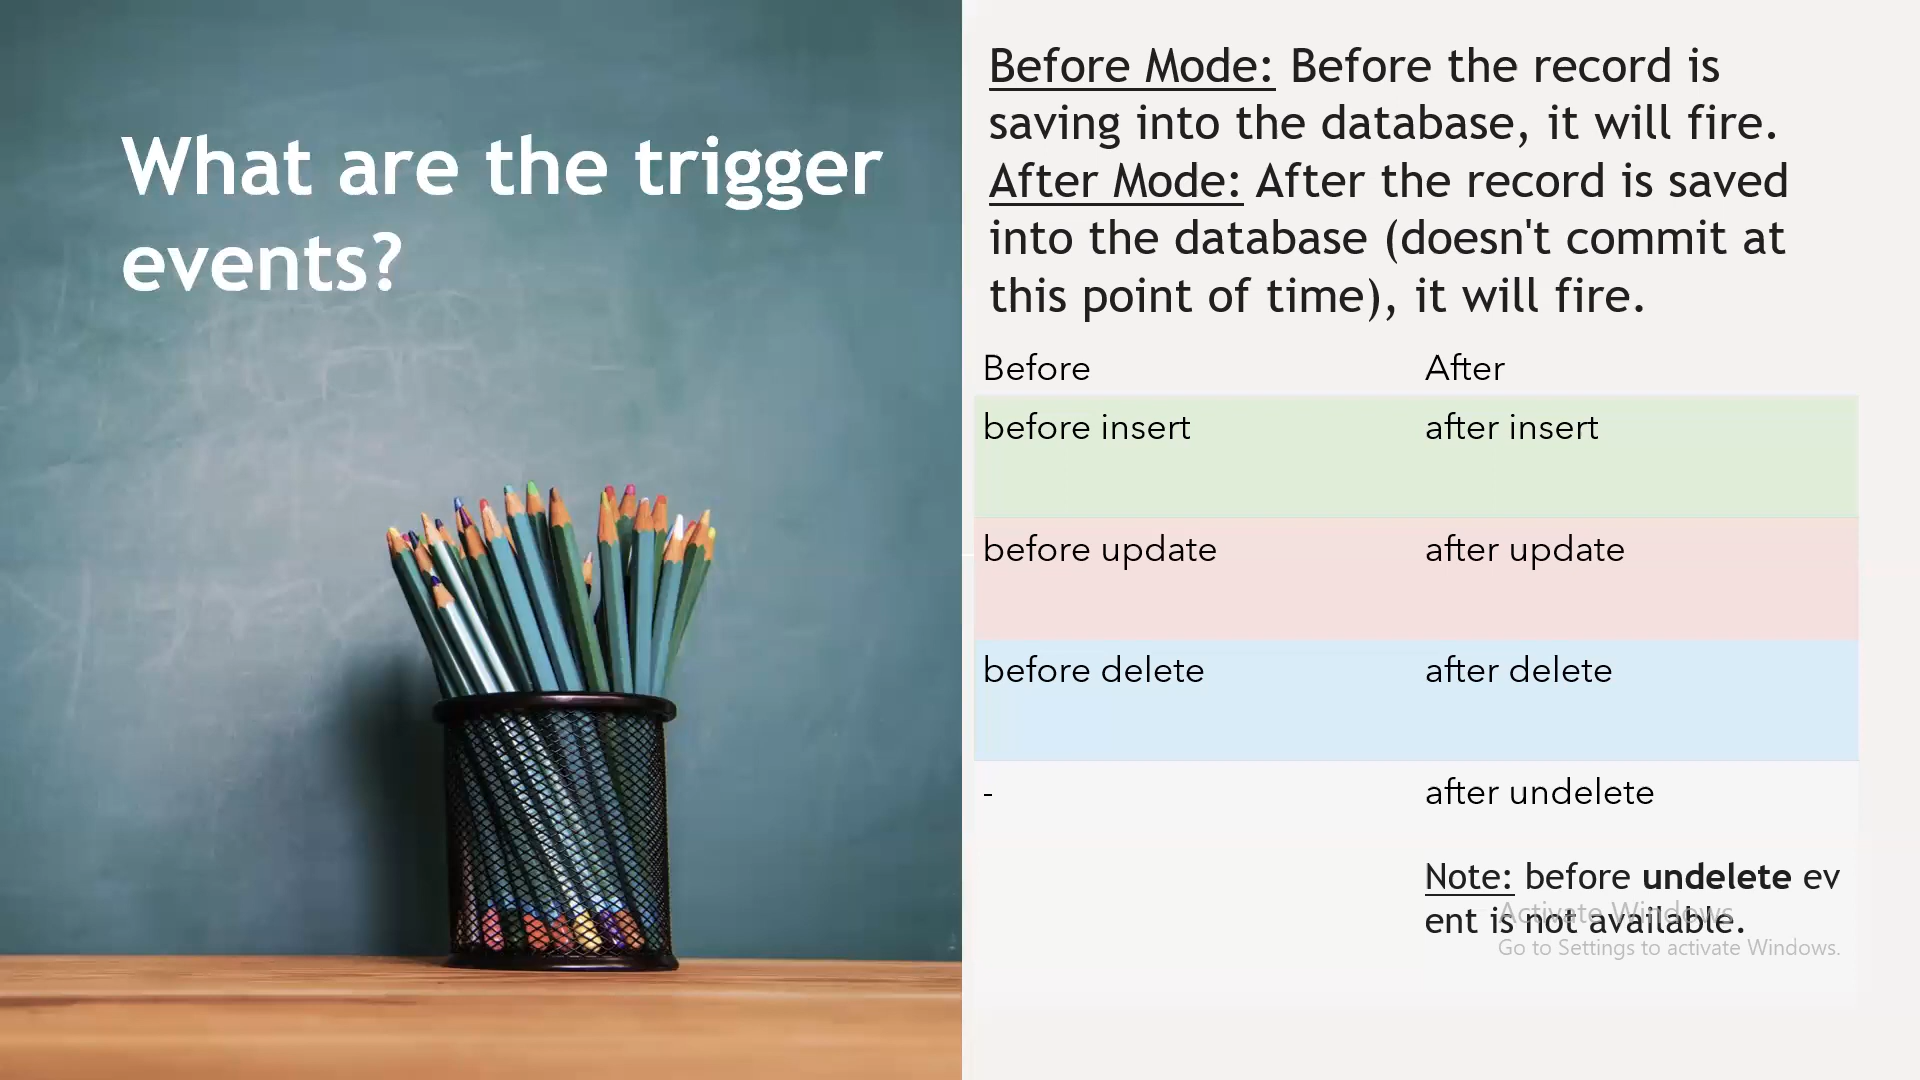 What are the trigger
events?
Before Mode: Before the record is
saving into the database, it will fire.
After Mode: After the record is saved
into the database (doesn't commit at
this point of time), it will fire.
Before After
before insert after insert
before update after update
before delete after delete
- after undelete
Note: before undelete ev
ent is not available.
Activate Windows
Go to Settings to activate Windows.